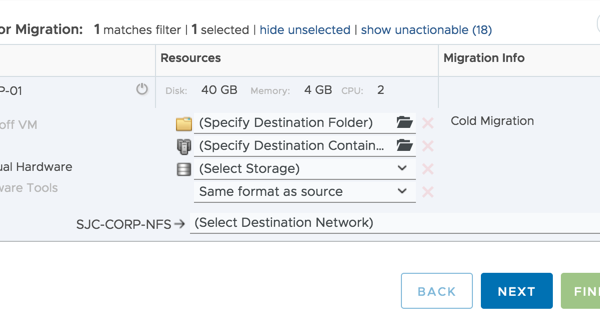 or Migration: 1 matches filter | 1 selected | hide unselected | show unactionable (18)
Resources Migration Info
P-01 Disk: 40 GB Memory: 4 GB CPU: 2
off VM (Specify Destination Folder) Cold Migration
(Specify Destination Contain...
ual Hardware (Select Storage)
ware Tools Same format as source
SJC-CORP-NFS → (Select Destination Network)
BACK NEXT FIN